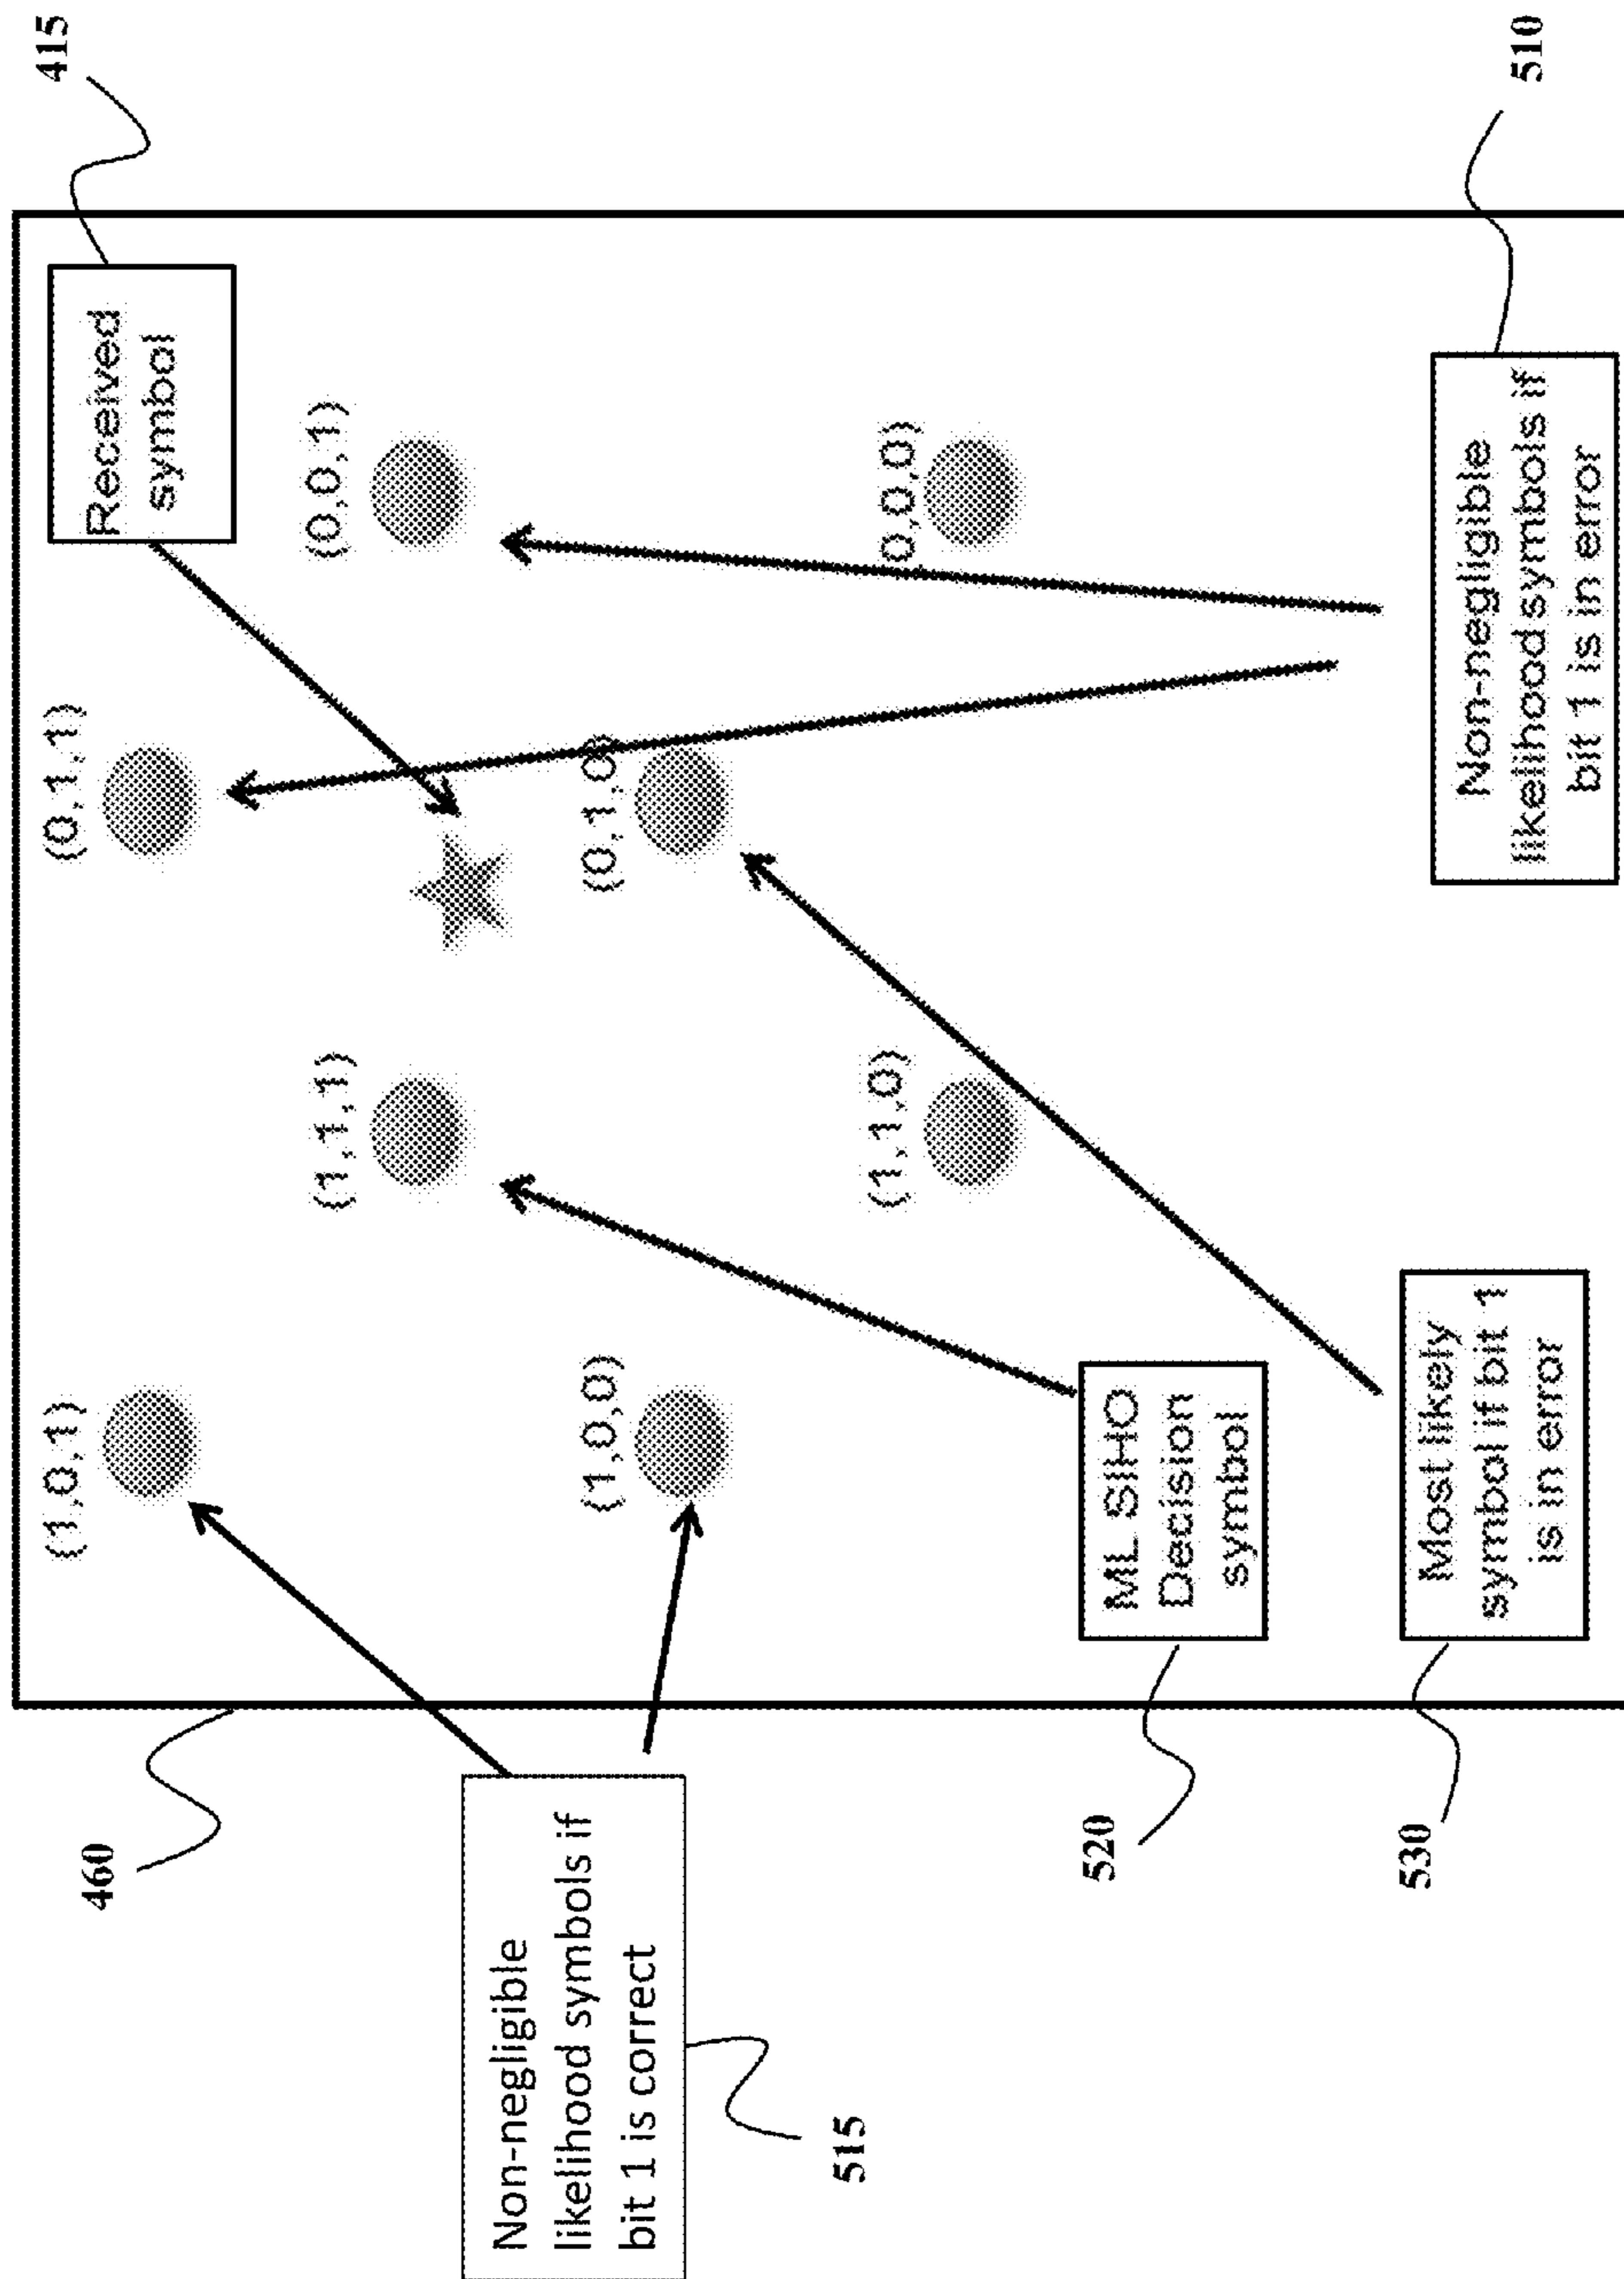 415
460
(1,0,1)
(0,1,1)
Received
symbol
(1,1,1)
(0,0,1)
Non-negligible
likelihood symbols if
bit 1 is correct
515
(1,0,0)
(0,1,0)
(1,1,0)
0,0,0)
520
ML SIHO
Decision
symbol
530
Most likely
symbol if bit 1
is in error
Non-negligible
likelihood symbols if
bit 1 is in error
510